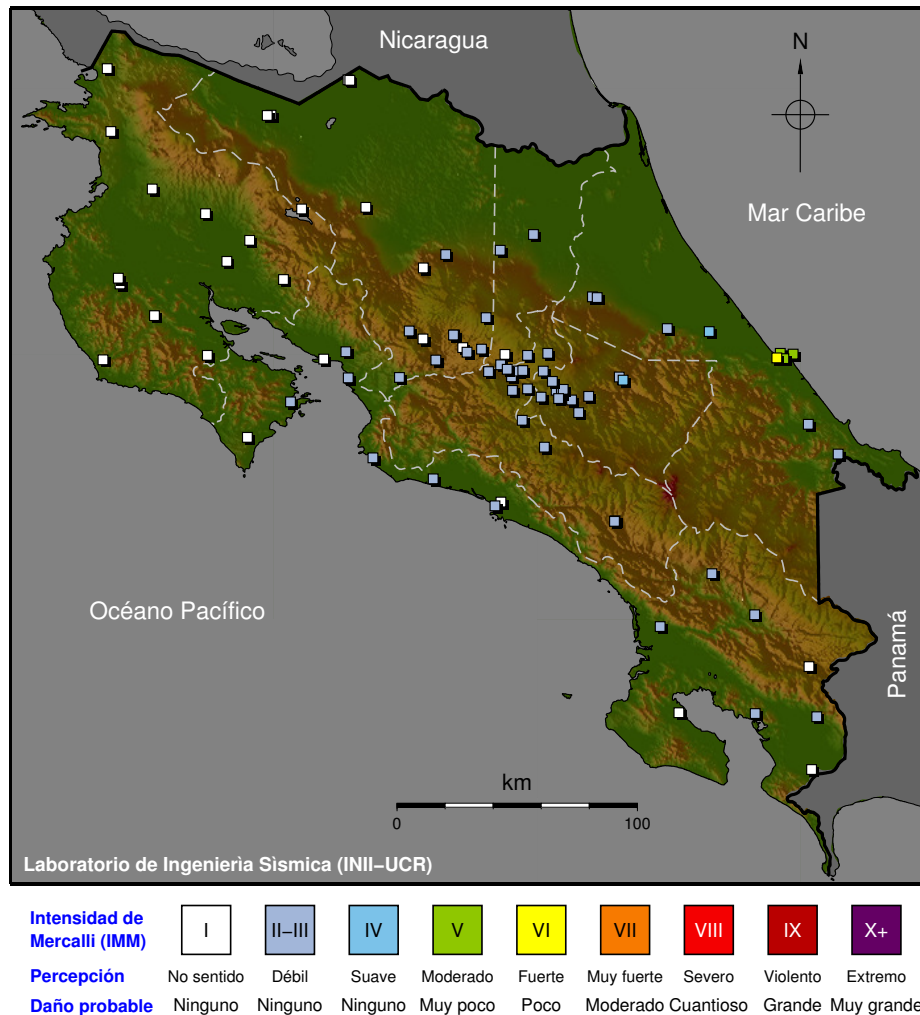 Nicaragua
N
Mar Caribe
Océano Pacífico
Panamá
km
0 100
Laboratorio de Ingenierìa Sìsmica (INII–UCR)
Intensidad de
Mercalli (IMM)
I II–III IV V VI VII VIII IX X+
Percepción No sentido Débil Suave Moderado Fuerte Muy fuerte Severo Violento Extremo
Daño probable Ninguno Ninguno Ninguno Muy poco Poco Moderado Cuantioso Grande Muy grande